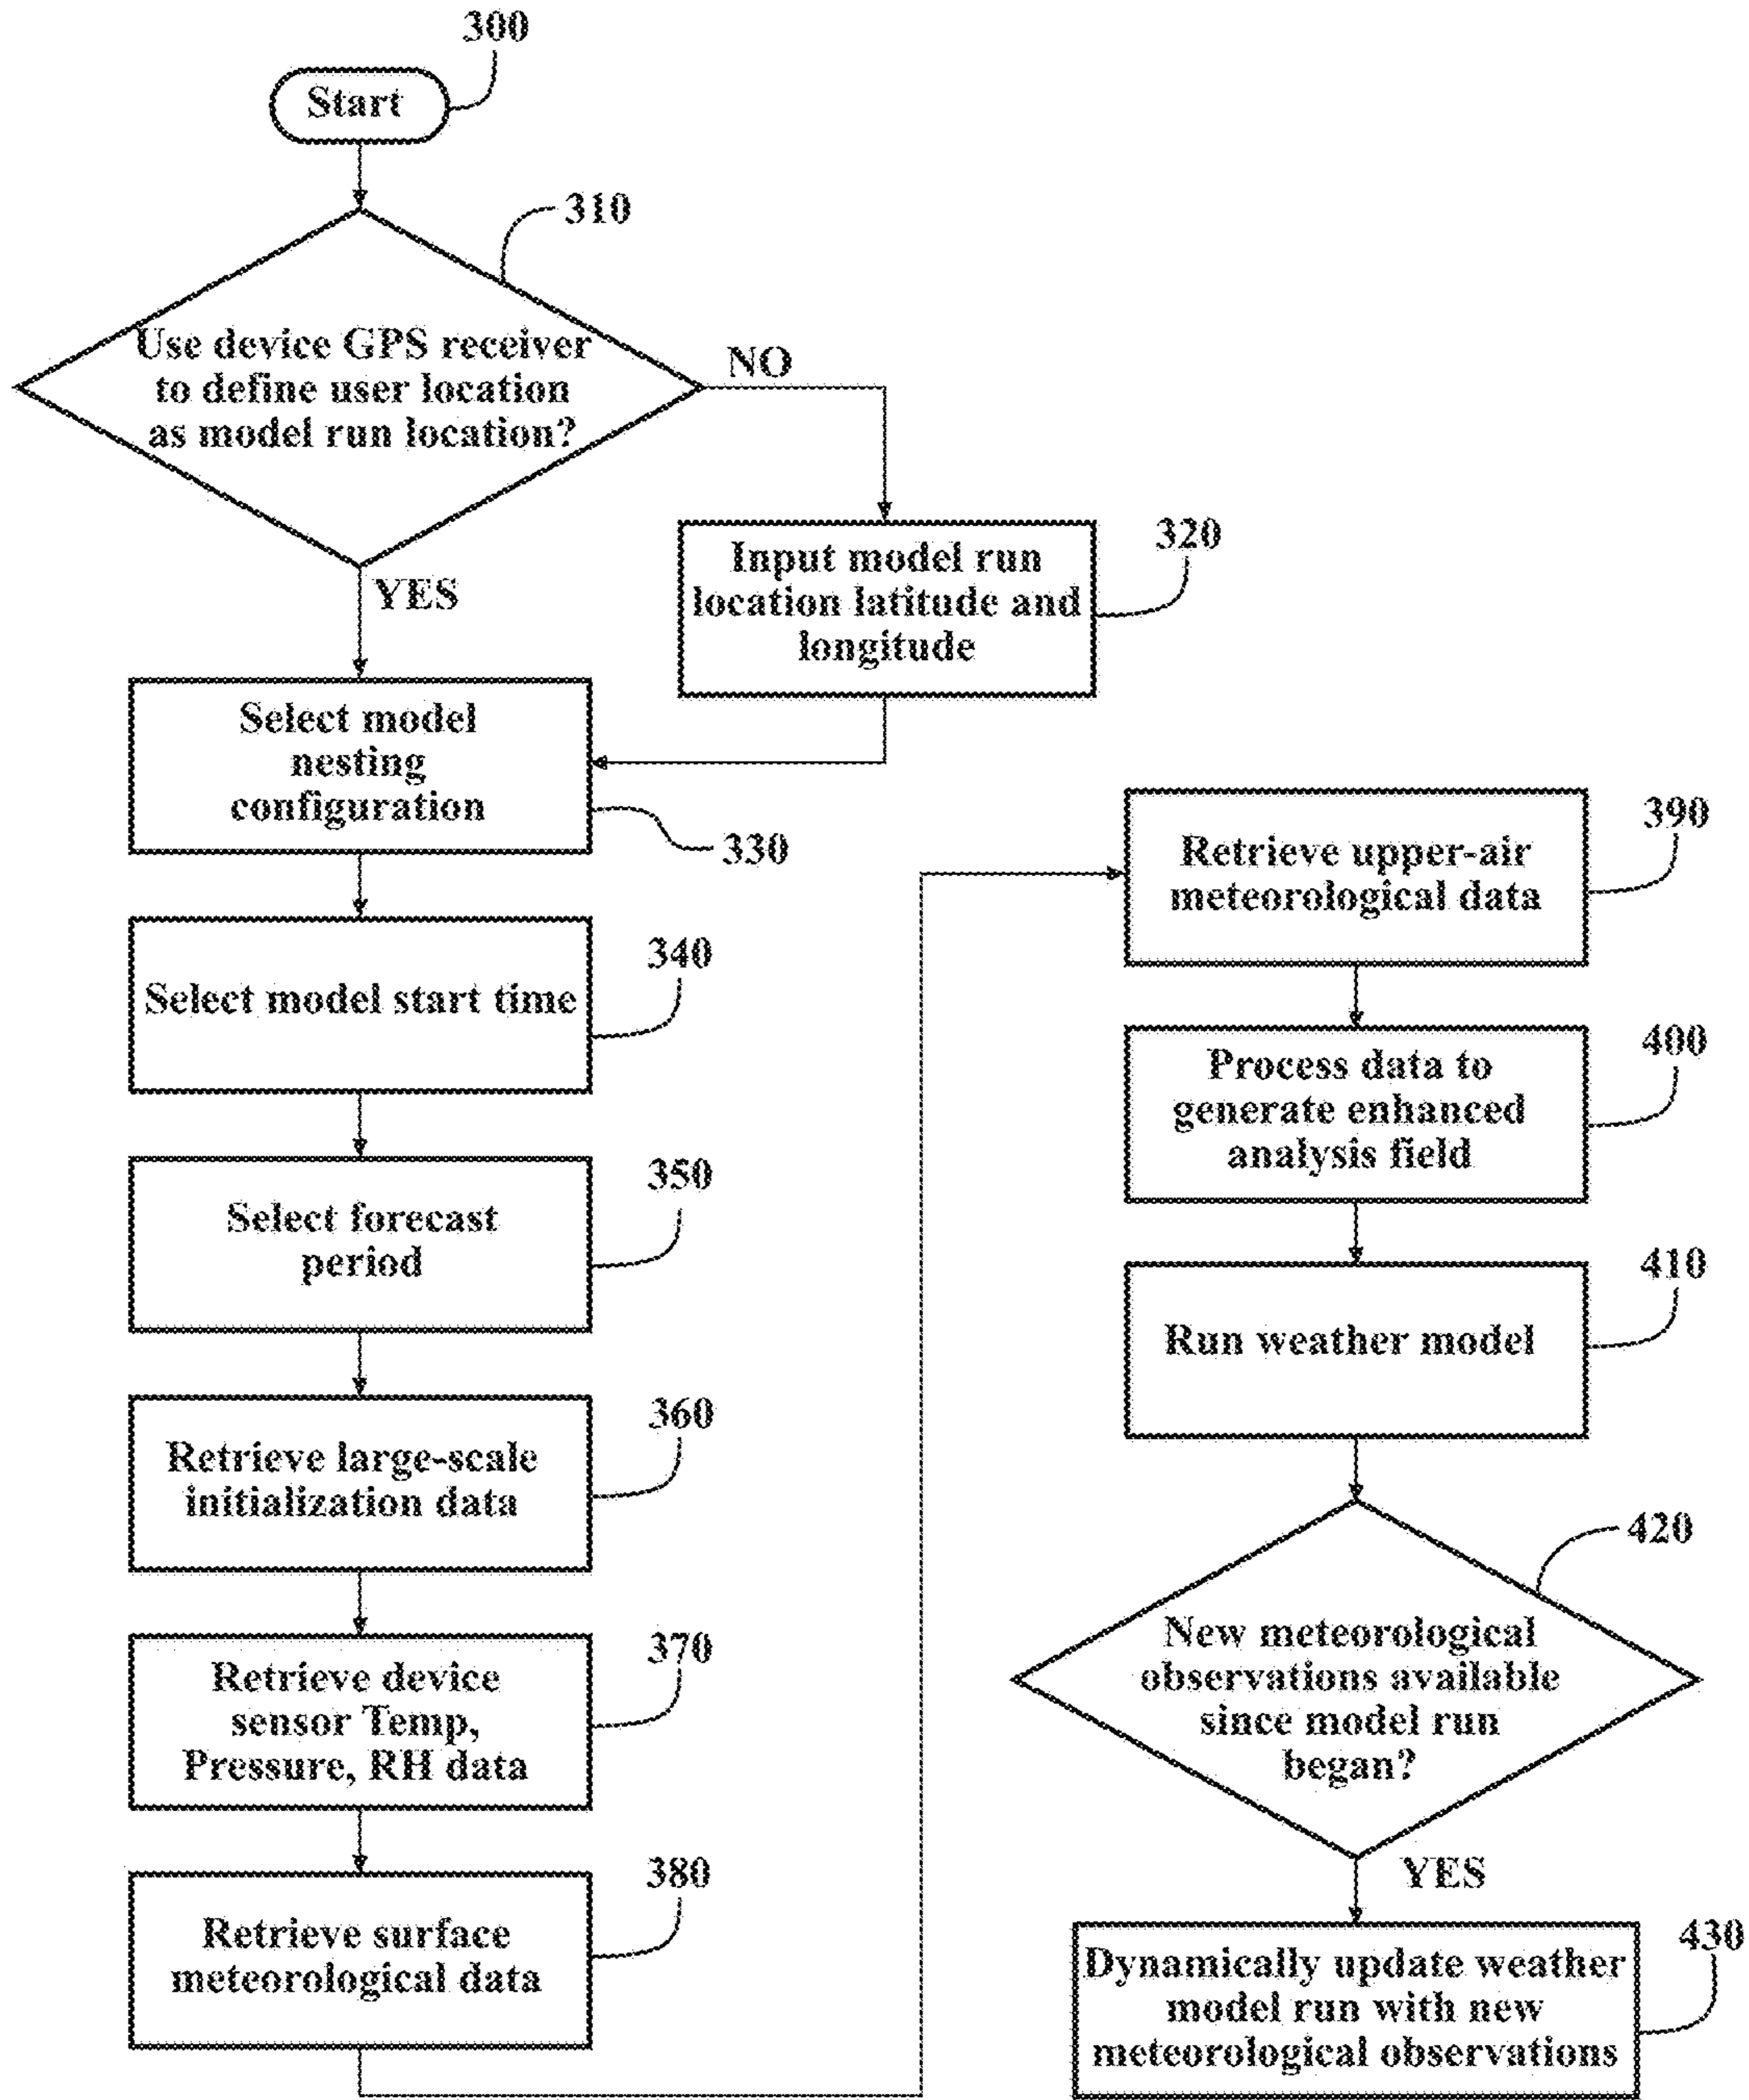 300
Start
310
Use device GPS receiver
to define user location
as model run location?
NO
YES
320
Input model run
location latitude and
longitude
Select model
nesting
configuration
330
340
Select model start time
350
Select forecast
period
360
Retrieve large-scale
initialization data
370
Retrieve device
sensor Temp,
Pressure, RH data
380
Retrieve surface
meteorological data
390
Retrieve upper-air
meteorological data
400
Process data to
generate enhanced
analysis field
410
Run weather model
420
New meteorological
observations available
since model run
began?
YES
430
Dynamically update weather
model run with new
meteorological observations